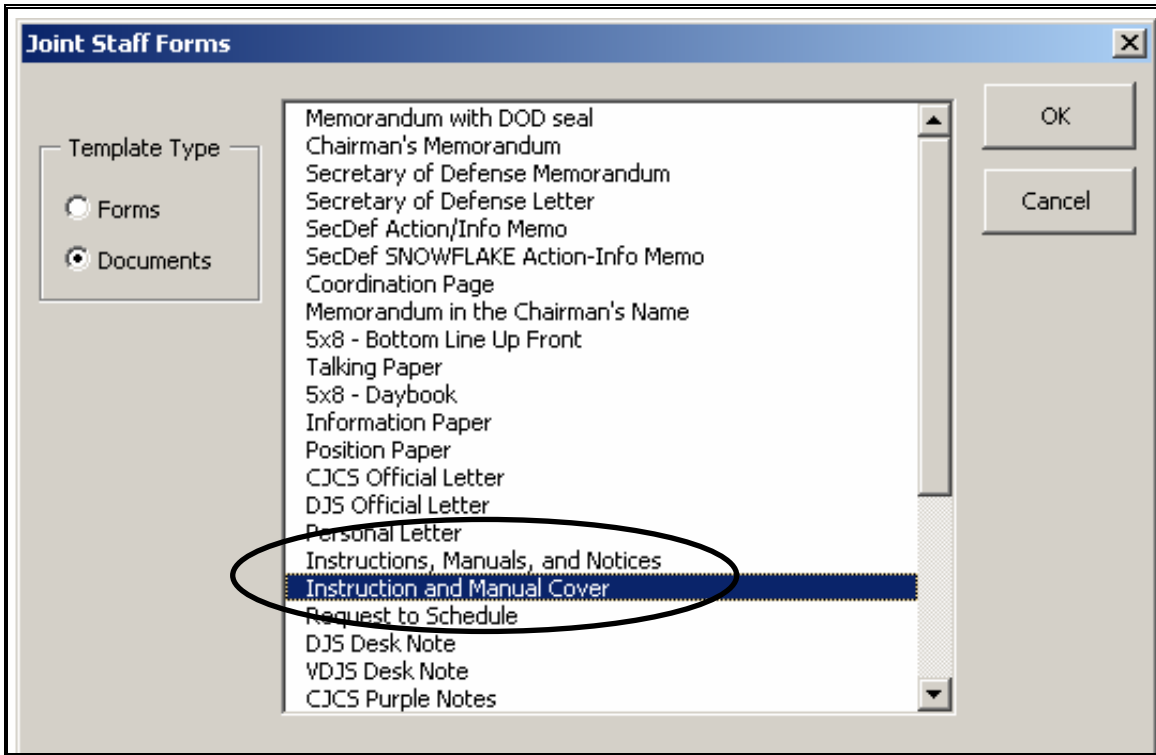 Joint Staff Forms
Template Type
Forms
Documents
Memorandum with DOD seal
Chairman's Memorandum
Secretary of Defense Memorandum
Secretary of Defense Letter
SecDef Action/Info Memo
SecDef SNOWFLAKE Action-Info Memo
Coordination Page
Memorandum in the Chairman's Name
5x8 - Bottom Line Up Front
Talking Paper
5x8 - Daybook
Information Paper
Position Paper
CJCS Official Letter
DJS Official Letter
Personal Letter
Instructions, Manuals, and Notices
Instruction and Manual Cover
Request to Schedule
DJS Desk Note
VDJS Desk Note
CJCS Purple Notes
OK
Cancel